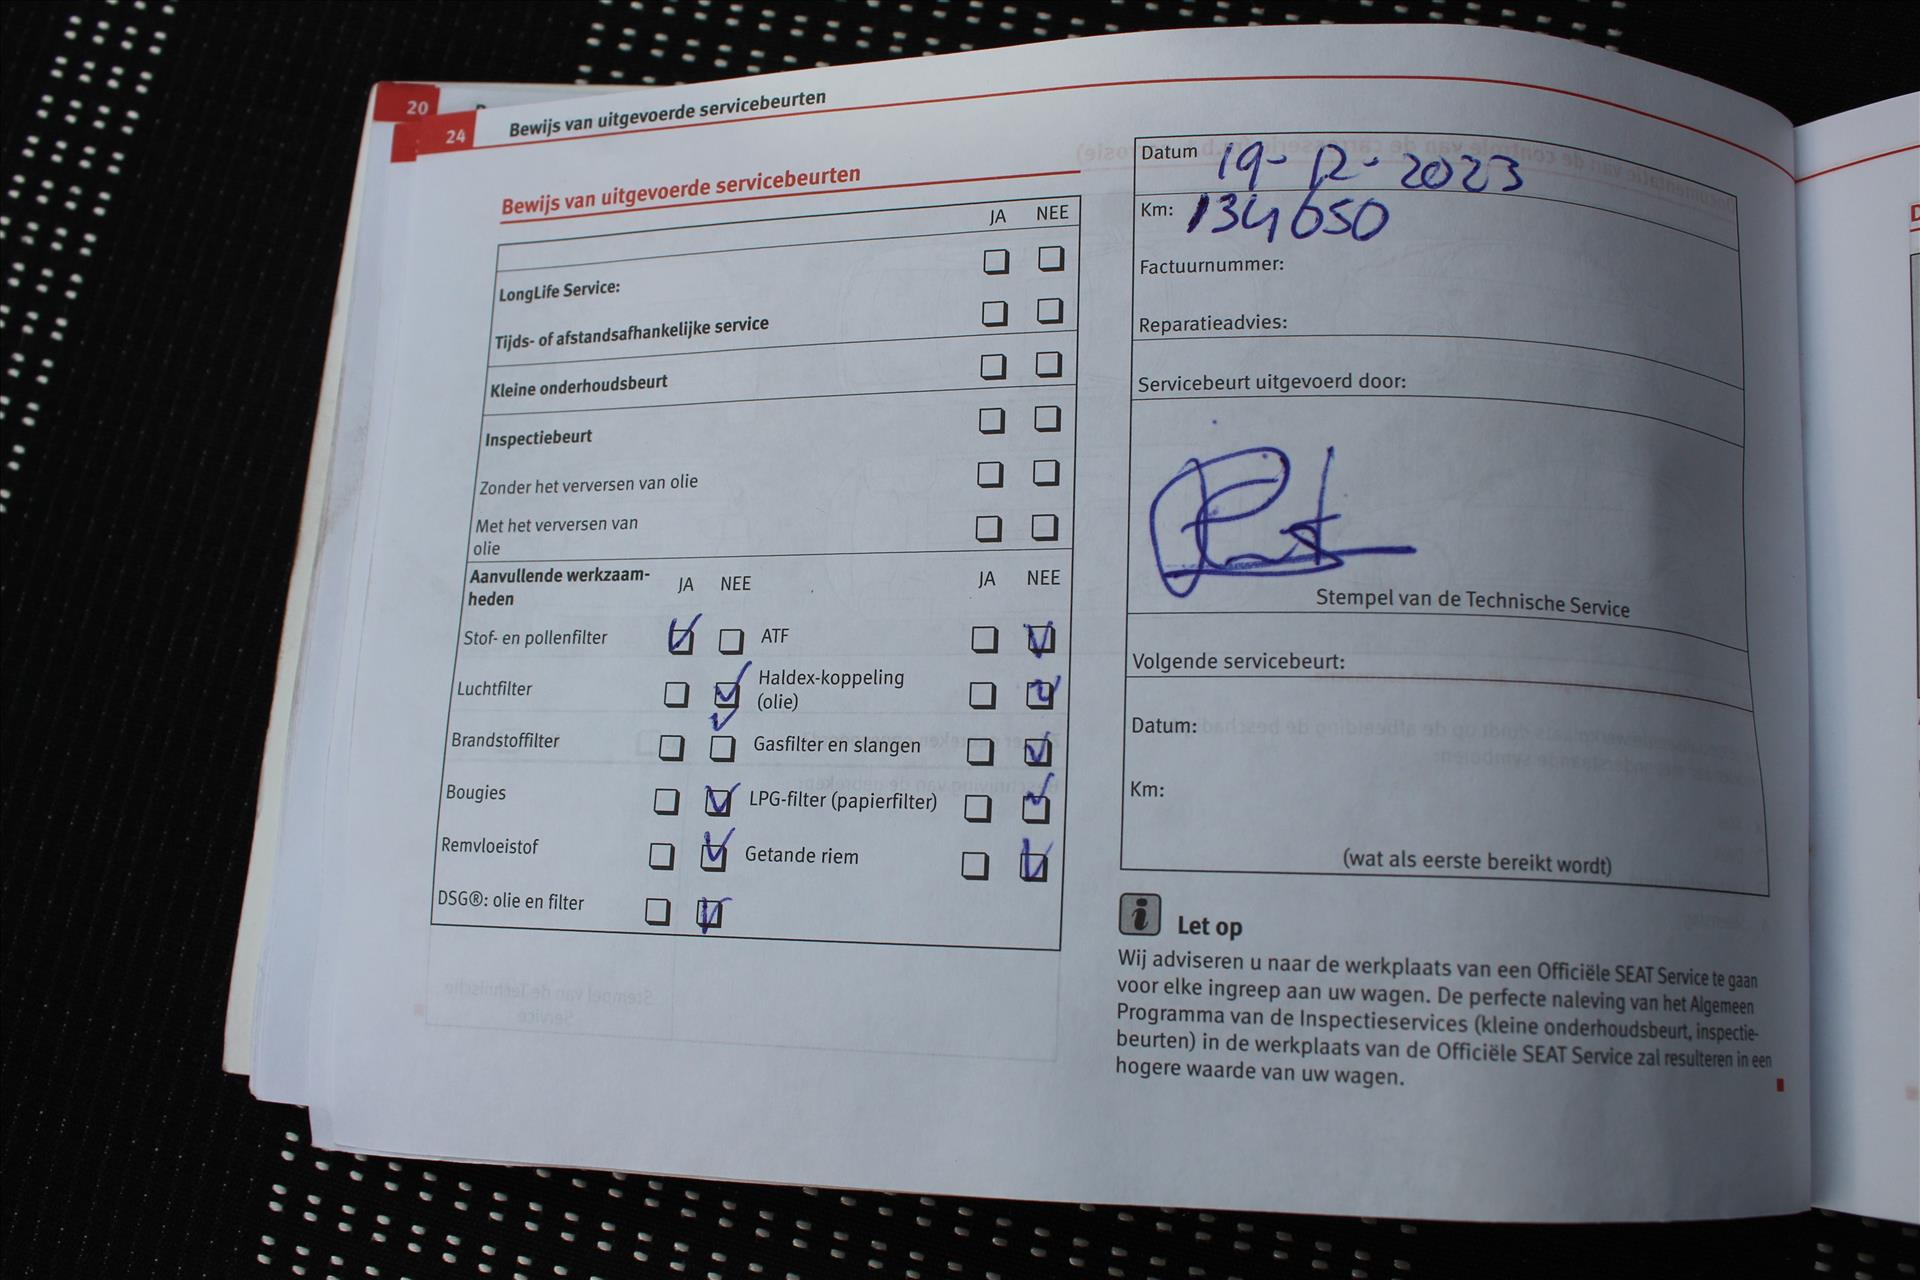 20
24 Bewijs van uitgevoerde servicebeurten
Bewijs van uitgevoerde servicebeurten
JA NEE
LongLife Service:
Tijds- of afstandsafhankelijke service
Kleine onderhoudsbeurt
Inspectiebeurt
Zonder het verversen van olie
Met het verversen van
olie
Aanvullende werkzaam-
heden
JA NEE JA NEE
Stof- en pollenfilter ATF
Luchtfilter Haldex-koppeling
(olie)
Brandstoffilter Gasfilter en slangen
Bougies LPG-filter (papierfilter)
Remvloeistof Getande riem
DSG®: olie en filter
Datum 19-12-2023
Km: 134650
Factuurnummer:
Reparatieadvies:
Servicebeurt uitgevoerd door:
Stempel van de Technische Service
Volgende servicebeurt:
Datum:
Km:
(wat als eerste bereikt wordt)
i Let op
Wij adviseren u naar de werkplaats van een Officiële SEAT Service te gaan
voor elke ingreep aan uw wagen. De perfecte naleving van het Algemeen
Programma van de Inspectieservices (kleine onderhoudsbeurt, inspectie-
beurten) in de werkplaats van de Officiële SEAT Service zal resulteren in een
hogere waarde van uw wagen.